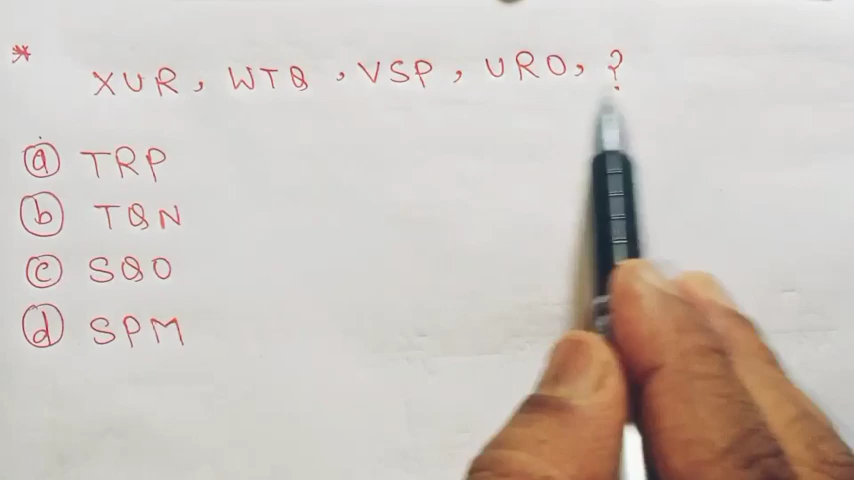 * XUR, WTQ, VSP, URO, ?
(a) TRP
(b) TQN
(c) SQO
(d) SPM